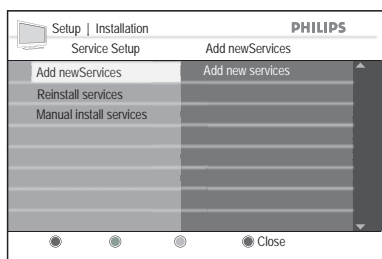 Setup | Installation PHILIPS
Service Setup Add newServices
Add newServices Add new services
Reinstall services
Manual install services
Close